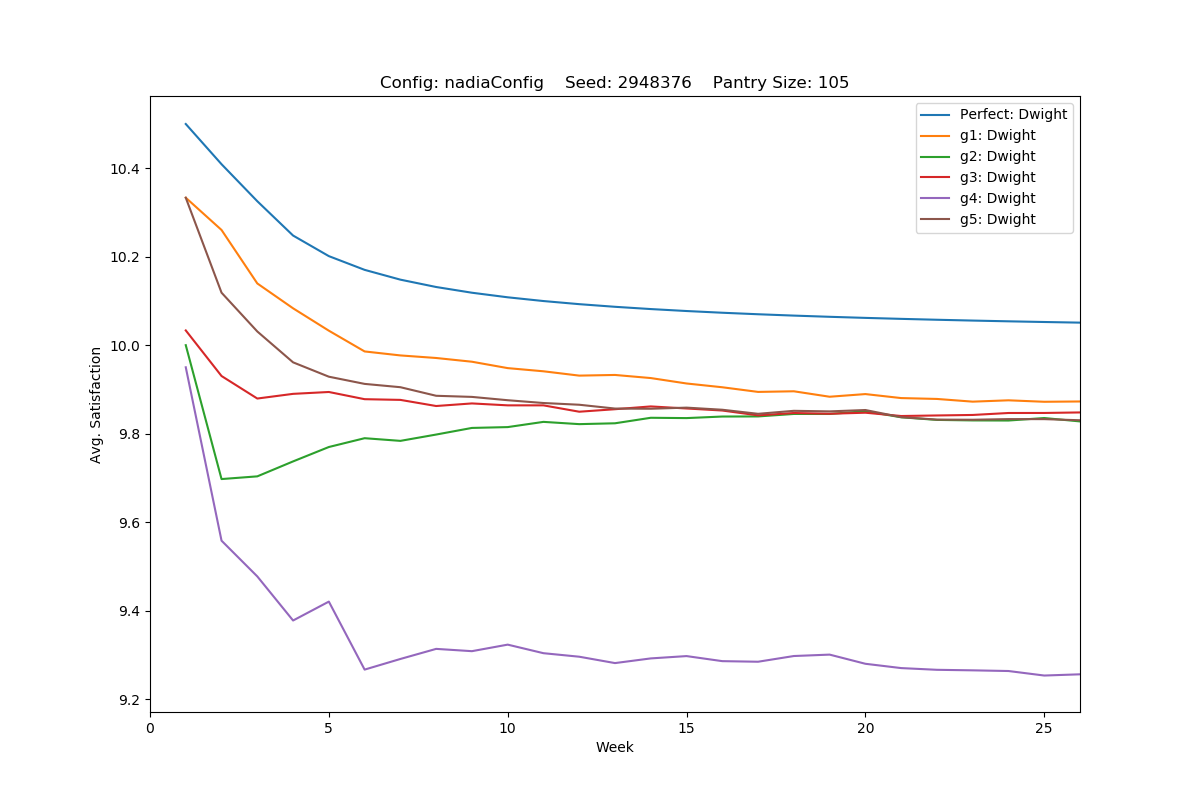 Config: nadiaConfig    Seed: 2948376    Pantry Size: 105
Perfect: Dwight
g1: Dwight
g2: Dwight
g3: Dwight
g4: Dwight
g5: Dwight
10.4
10.2
10.0
9.8
9.6
9.4
9.2
Avg. Satisfaction
0 5 10 15 20 25
Week